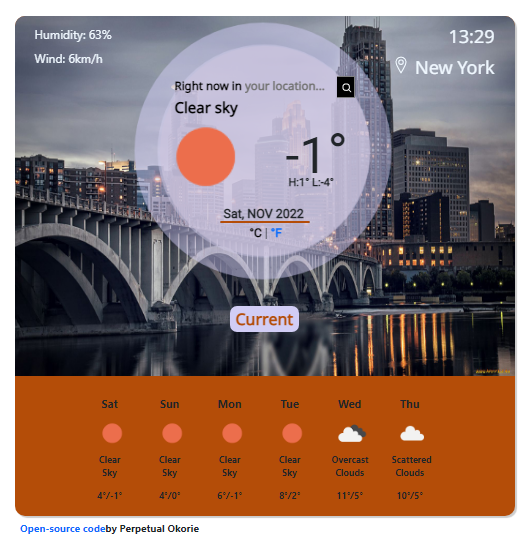 Humidity: 63%
13:29
Wind: 6km/h
New York
Right now in your location...
Clear sky
-1°
H:1° L:-4°
Sat, NOV 2022
°C | °F
Current
Sat Sun Mon Tue Wed Thu
Clear Clear Clear Clear Overcast Scattered
Sky Sky Sky Sky Clouds Clouds
4°/-1° 4°/0° 6°/-1° 8°/2° 11°/5° 10°/5°
Open-source codeby Perpetual Okorie